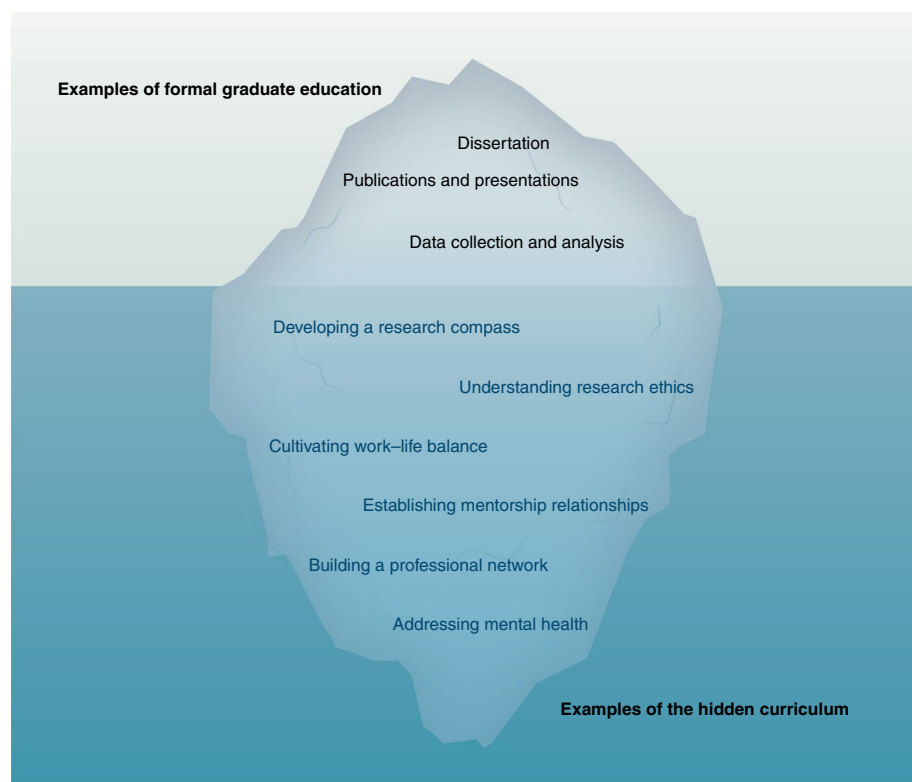 Examples of formal graduate education
Dissertation
Publications and presentations
Data collection and analysis
Developing a research compass
Understanding research ethics
Cultivating work–life balance
Establishing mentorship relationships
Building a professional network
Addressing mental health
Examples of the hidden curriculum